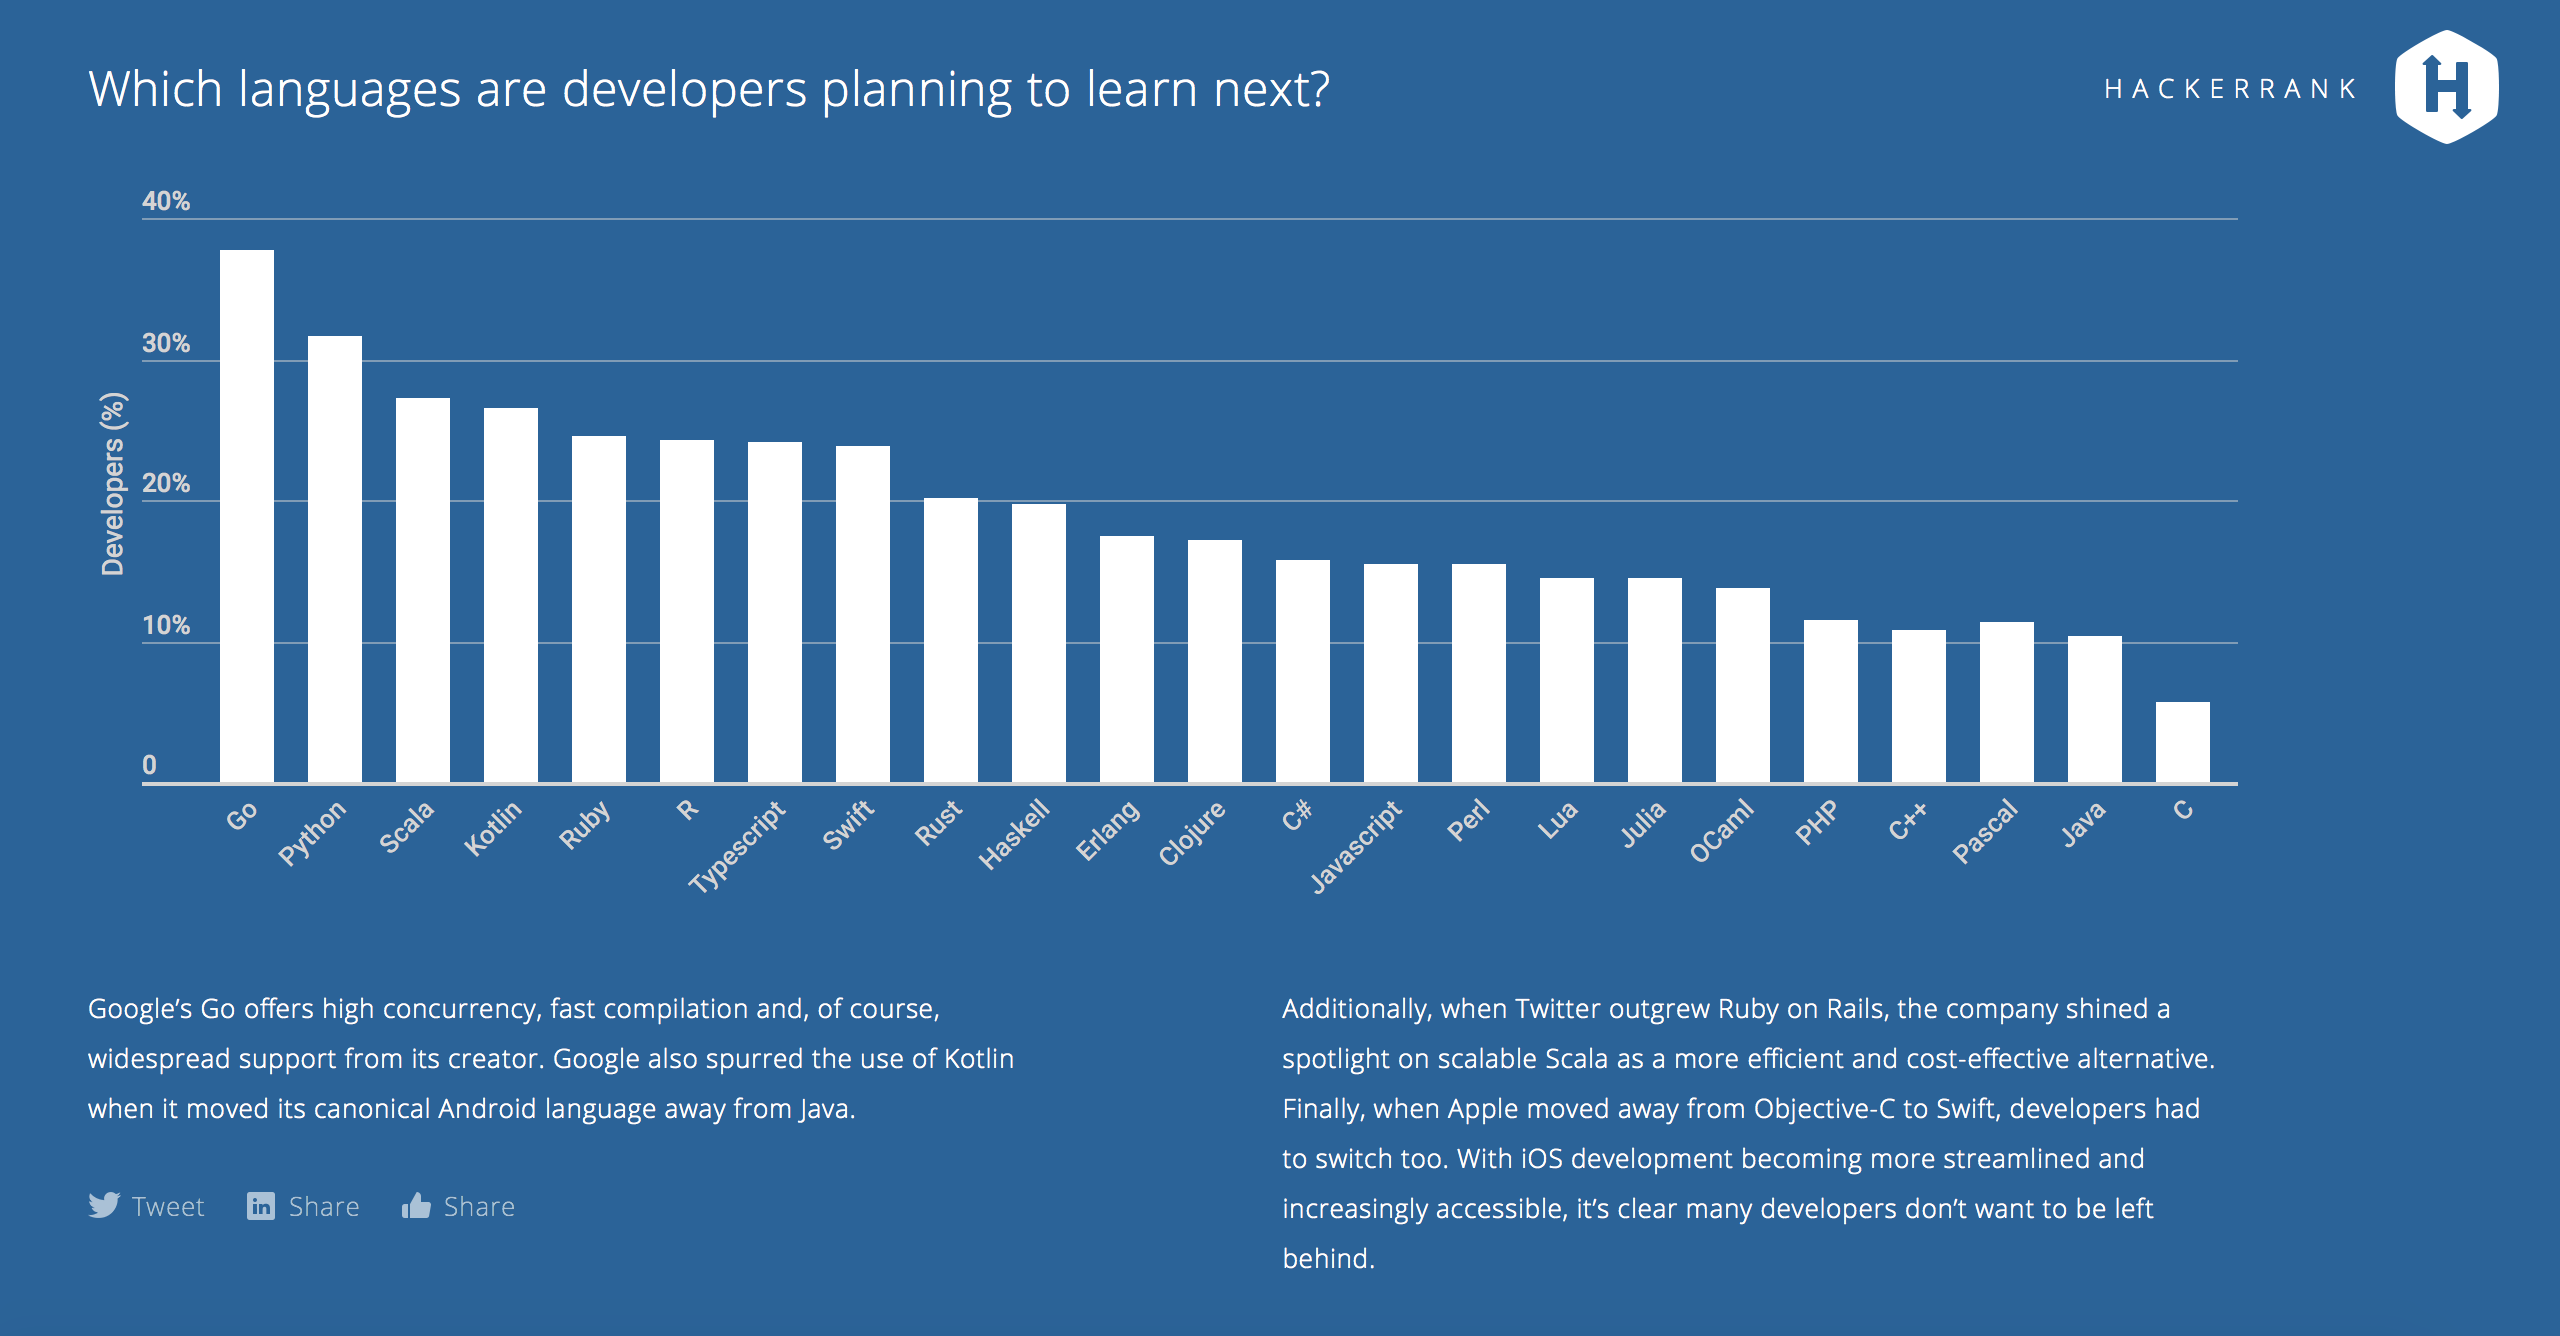 Which languages are developers planning to learn next?
HACKERRANK
H
40%
30%
20%
10%
0
Developers (%)
Go
Python
Scala
Kotlin
Ruby
R
Typescript
Swift
Rust
Haskell
Erlang
Clojure
C#
Javascript
Perl
Lua
Julia
OCaml
PHP
C++
Pascal
Java
C
Google’s Go offers high concurrency, fast compilation and, of course,
widespread support from its creator. Google also spurred the use of Kotlin
when it moved its canonical Android language away from Java.
Tweet
in Share
Share
Additionally, when Twitter outgrew Ruby on Rails, the company shined a
spotlight on scalable Scala as a more efficient and cost-effective alternative.
Finally, when Apple moved away from Objective-C to Swift, developers had
to switch too. With iOS development becoming more streamlined and
increasingly accessible, it’s clear many developers don’t want to be left
behind.